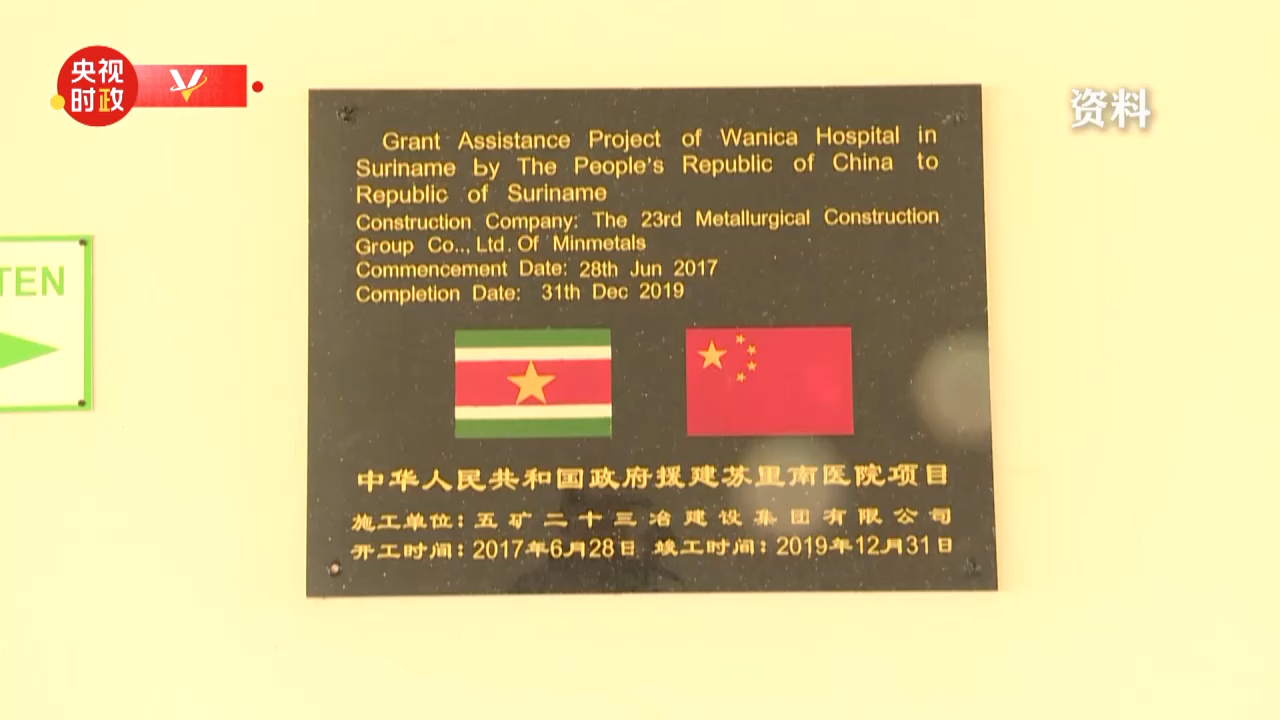 央视
时政
资料
TEN
Grant Assistance Project of Wanica Hospital in
Suriname by The People's Republic of China to
Republic of Suriname
Construction Company: The 23rd Metallurgical Construction
Group Co.., Ltd. Of Minmetals
Commencement Date: 28th Jun 2017
Completion Date: 31th Dec 2019
中华人民共和国政府援建苏里南医院项目
施工单位：五矿二十三冶建设集团有限公司
开工时间：2017年6月28日 竣工时间：2019年12月31日